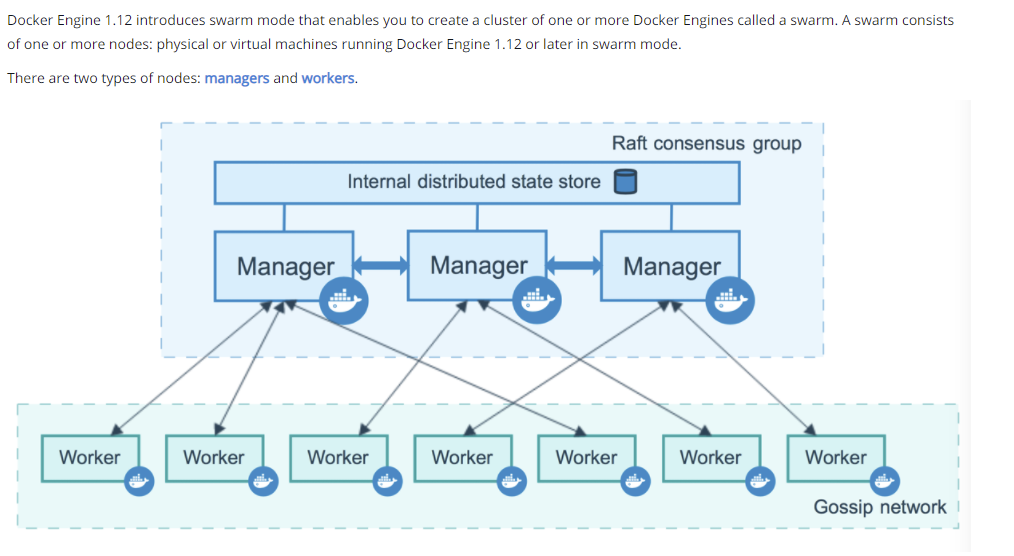 Docker Engine 1.12 introduces swarm mode that enables you to create a cluster of one or more Docker Engines called a swarm. A swarm consists
of one or more nodes: physical or virtual machines running Docker Engine 1.12 or later in swarm mode.
There are two types of nodes: managers and workers.
Raft consensus group
Internal distributed state store
Manager
Manager
Manager
Worker
Worker
Worker
Worker
Worker
Worker
Worker
Gossip network